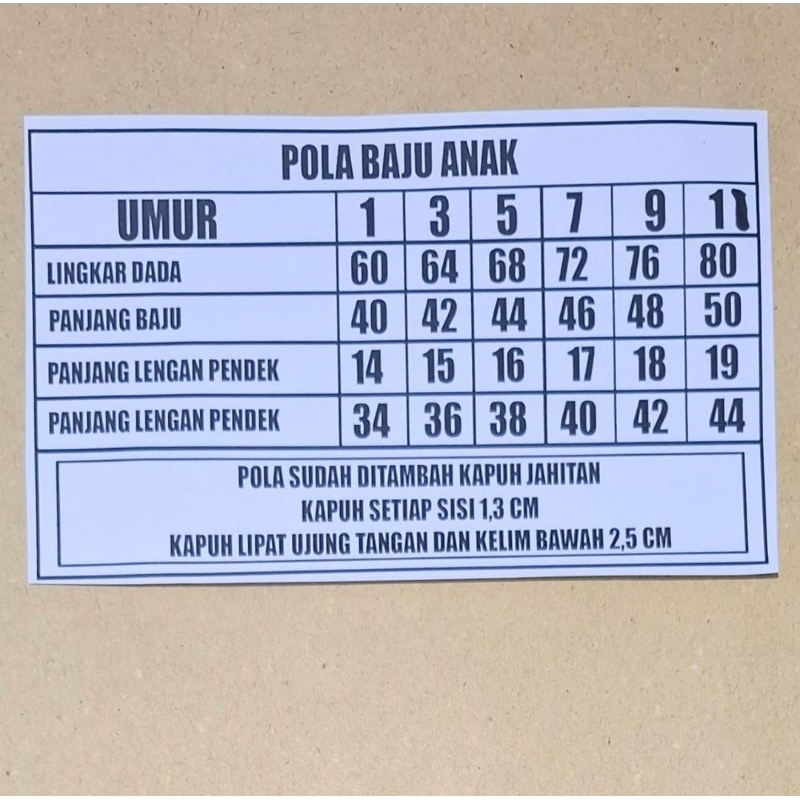 POLA BAJU ANAK
UMUR 1 3 5 7 9 11
LINGKAR DADA 60 64 68 72 76 80
PANJANG BAJU 40 42 44 46 48 50
PANJANG LENGAN PENDEK 14 15 16 17 18 19
PANJANG LENGAN PENDEK 34 36 38 40 42 44
POLA SUDAH DITAMBAH KAPUH JAHITAN
KAPUH SETIAP SISI 1,3 CM
KAPUH LIPAT UJUNG TANGAN DAN KELIM BAWAH 2,5 CM